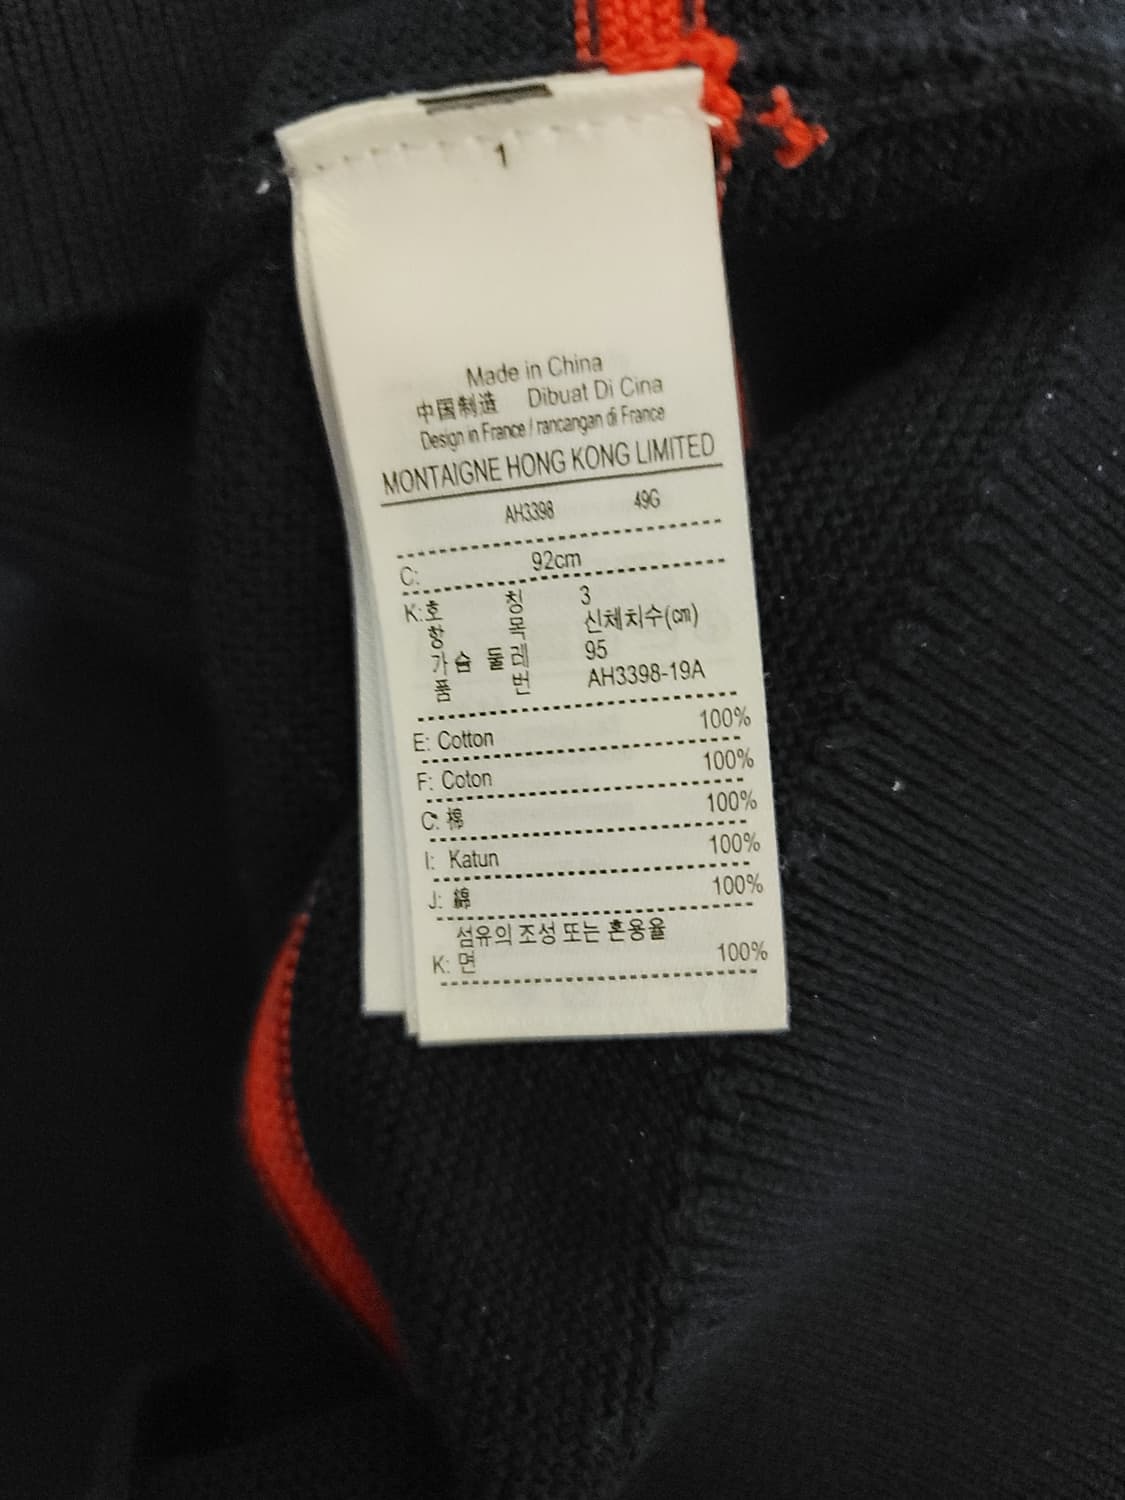 1
Made in China
中国制造 Dibuat Di Cina
Design in France / rancangan di France
MONTAIGNE HONG KONG LIMITED
AH3398 49G
C: 92cm
K:호 칭 3
항 목 신체치수(㎝)
가슴 둘레 95
품 번 AH3398-19A
E: Cotton 100%
F: Coton 100%
C: 棉 100%
I: Katun 100%
J: 綿 100%
섬유의 조성 또는 혼용율
K: 면 100%